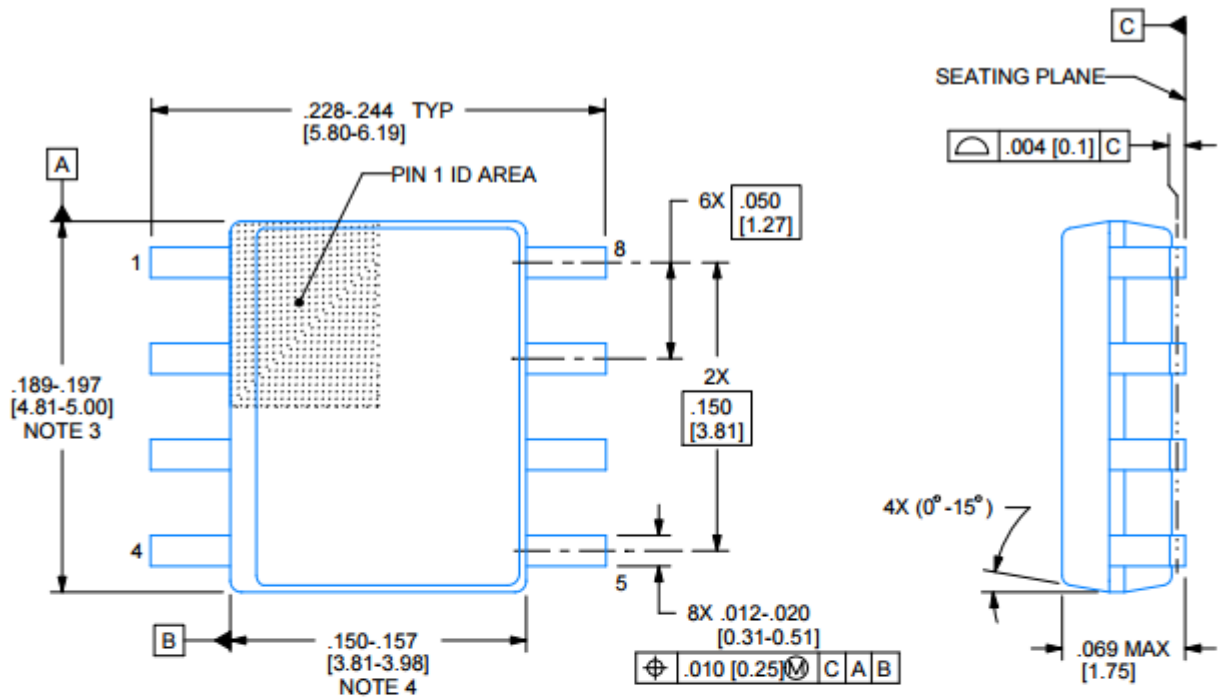 C
SEATING PLANE
.004 [0.1] C
.228-.244 TYP
[5.80-6.19]
A
PIN 1 ID AREA
6X .050
[1.27]
1
8
.189-.197
[4.81-5.00]
NOTE 3
2X
.150
[3.81]
4X (0°-15°)
4
5
8X .012-.020
[0.31-0.51]
B
.150-.157
[3.81-3.98]
NOTE 4
⌖ .010 [0.25]Ⓜ C A B
.069 MAX
[1.75]